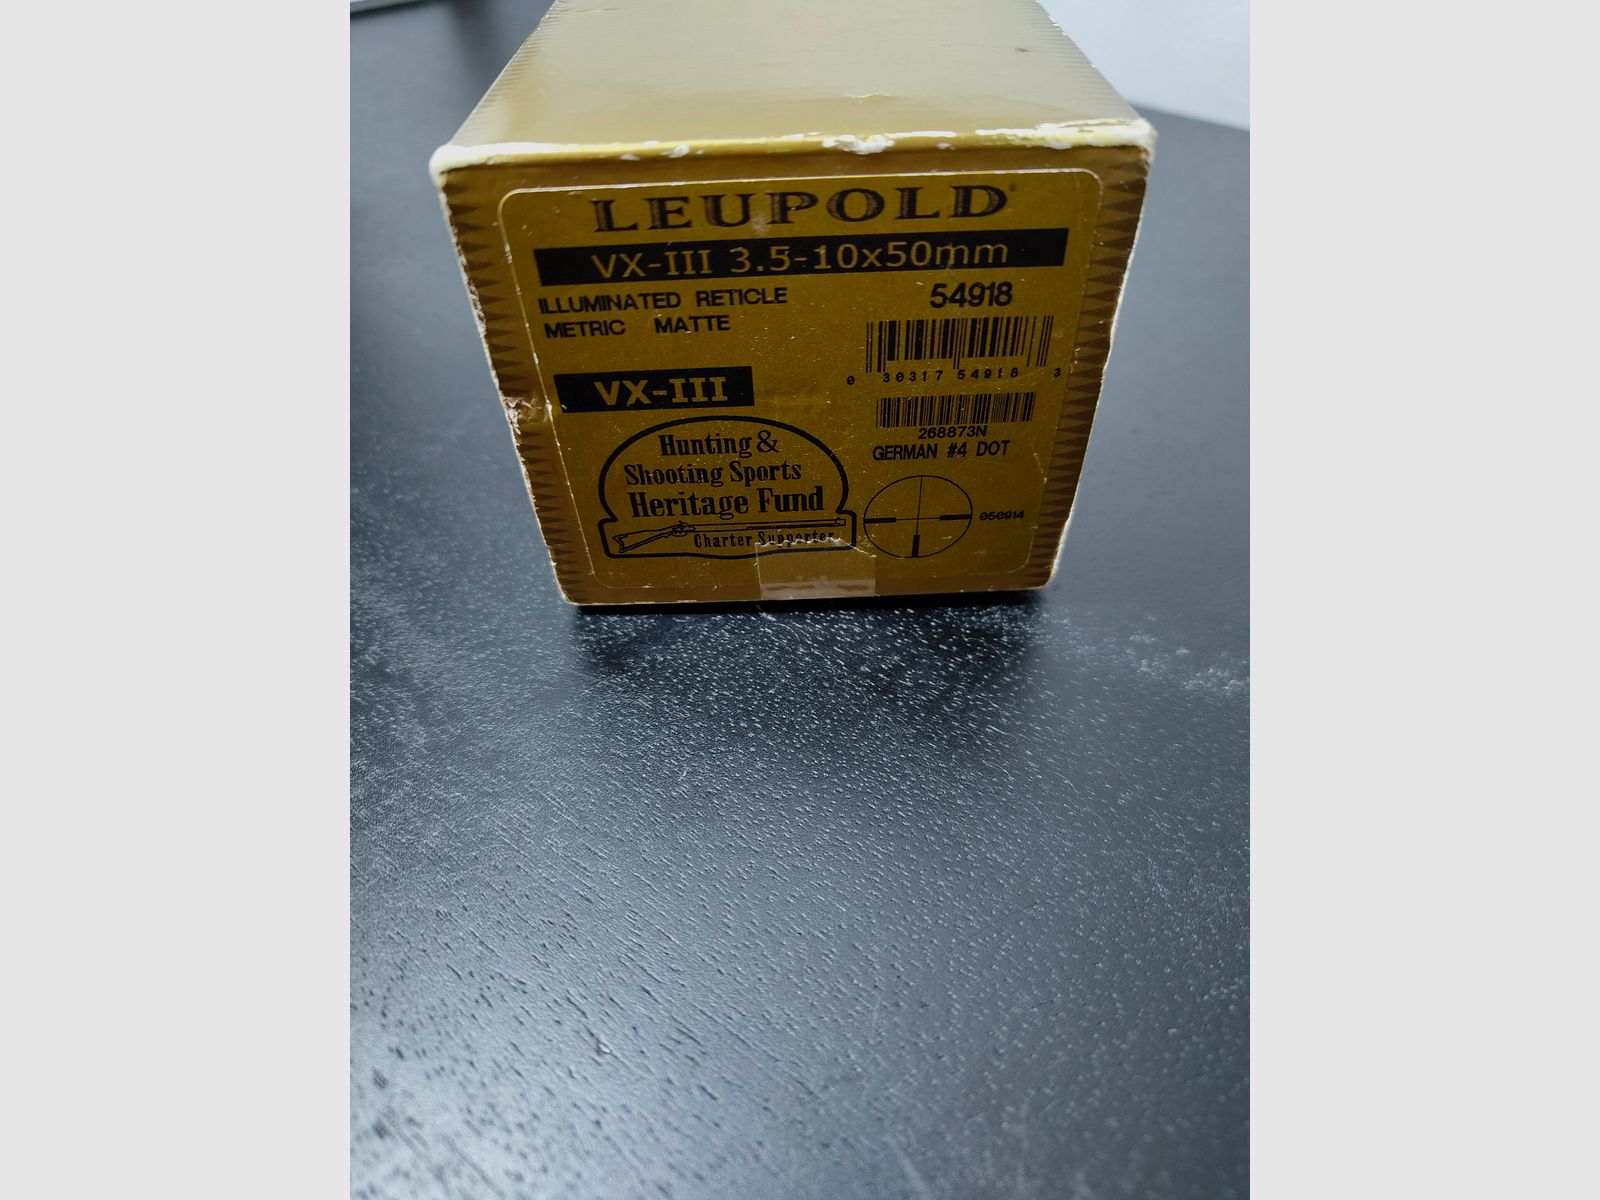 LEUPOLD
VX-III 3.5-10x50mm
ILLUMINATED RETICLE
METRIC MATTE
54918
0 30317 54918 3
268873N
GERMAN #4 DOT
050914
VX-III
Hunting &
Shooting Sports
Heritage Fund
Charter Supporter